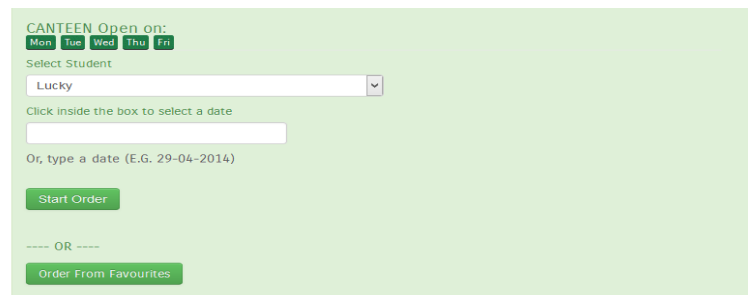 CANTEEN Open on:
Mon Tue Wed Thu Fri
Select Student
Lucky
Click inside the box to select a date
Or, type a date (E.G. 29-04-2014)
Start Order
---- OR ----
Order From Favourites